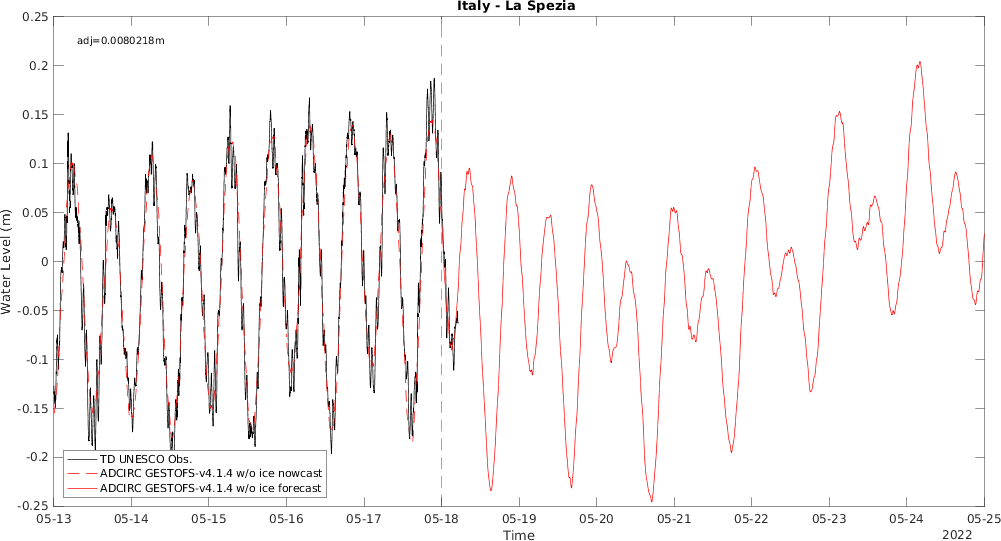 Italy - La Spezia
adj=0.0080218m
0.25
0.2
0.15
0.1
0.05
0
-0.05
-0.1
-0.15
-0.2
-0.25
Water Level (m)
TD UNESCO Obs.
ADCIRC GESTOFS-v4.1.4 w/o ice nowcast
ADCIRC GESTOFS-v4.1.4 w/o ice forecast
05-13 05-14 05-15 05-16 05-17 05-18 05-19 05-20 05-21 05-22 05-23 05-24 05-25
Time
2022